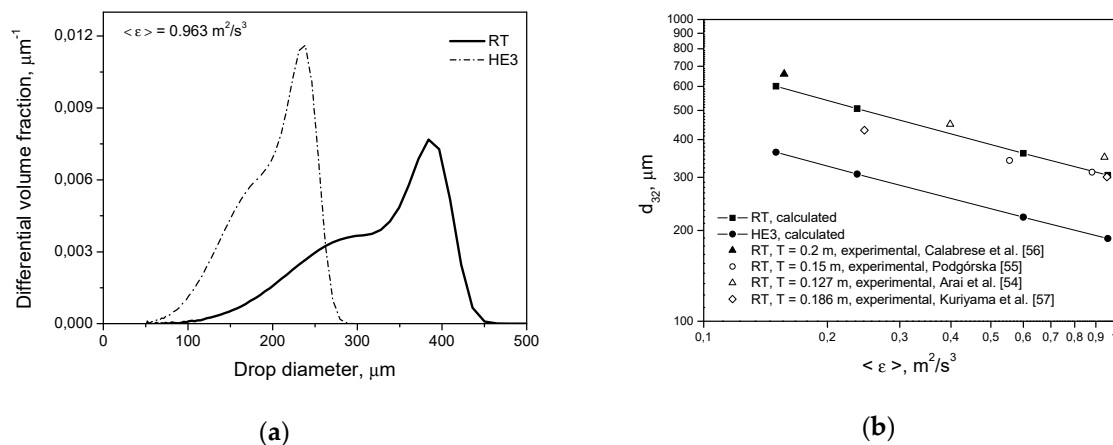 (a)
< ε > = 0.963 m²/s³
RT
HE3
0,012
0,009
0,006
0,003
0,000
Differential volume fraction, μm⁻¹
0
100
200
300
400
500
Drop diameter, μm
(a)
1000
900
800
700
600
500
400
300
200
100
d₃₂, μm
RT, calculated
HE3, calculated
RT, T = 0.2 m, experimental, Calabrese et al. [56]
RT, T = 0.15 m, experimental, Podgórska [55]
RT, T = 0.127 m, experimental, Arai et al. [54]
RT, T = 0.186 m, experimental, Kuriyama et al. [57]
0,1
0,2
0,3
0,4
0,5
0,6
0,7
0,8
0,9
< ε >, m²/s³
(b)